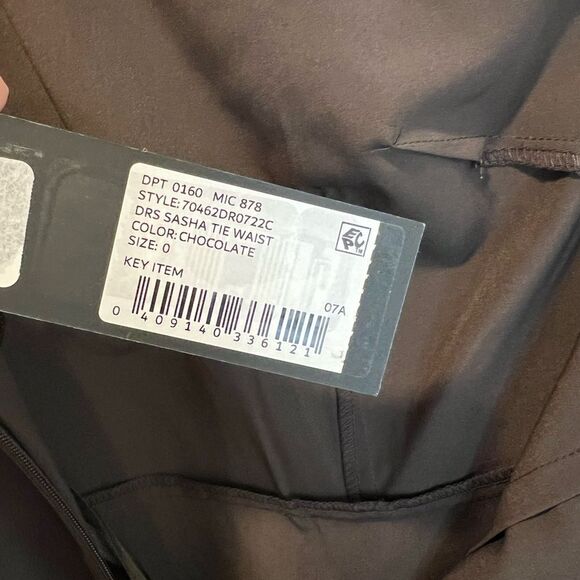 DPT 0160 MIC 878
STYLE:70462DR0722C
DRS SASHA TIE WAIST
COLOR:CHOCOLATE
SIZE: 0
KEY ITEM
EPC
07A
0 409140 336121